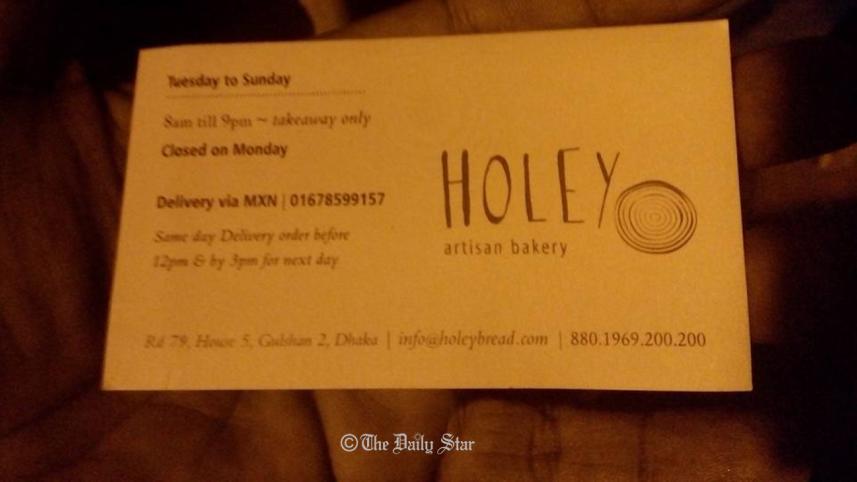 Tuesday to Sunday
8am till 9pm ~ takeaway only
Closed on Monday
Delivery via MXN | 01678599157
Same day Delivery order before
12pm & by 3pm for next day
HOLEY
artisan bakery
Rd 79, House 5, Gulshan 2, Dhaka | info@holeybread.com | 880.1969.200.200
© The Daily Star